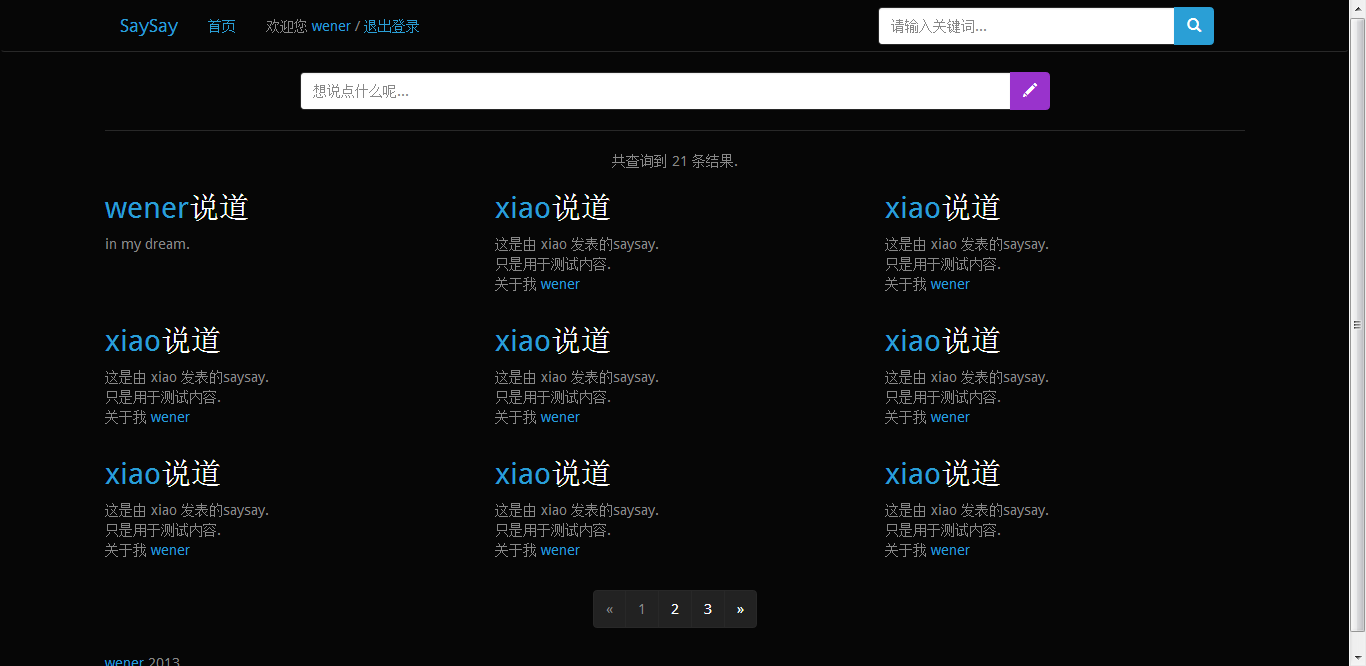 SaySay 首页 欢迎您 wener / 退出登录 请输入关键词...
想说点什么呢...
共查询到 21 条结果.
wener说道 xiao说道 xiao说道
in my dream. 这是由 xiao 发表的saysay. 这是由 xiao 发表的saysay.
只是用于测试内容. 只是用于测试内容.
关于我 wener 关于我 wener
xiao说道 xiao说道 xiao说道
这是由 xiao 发表的saysay. 这是由 xiao 发表的saysay. 这是由 xiao 发表的saysay.
只是用于测试内容. 只是用于测试内容. 只是用于测试内容.
关于我 wener 关于我 wener 关于我 wener
xiao说道 xiao说道 xiao说道
这是由 xiao 发表的saysay. 这是由 xiao 发表的saysay. 这是由 xiao 发表的saysay.
只是用于测试内容. 只是用于测试内容. 只是用于测试内容.
关于我 wener 关于我 wener 关于我 wener
« 1 2 3 »
wener 2013